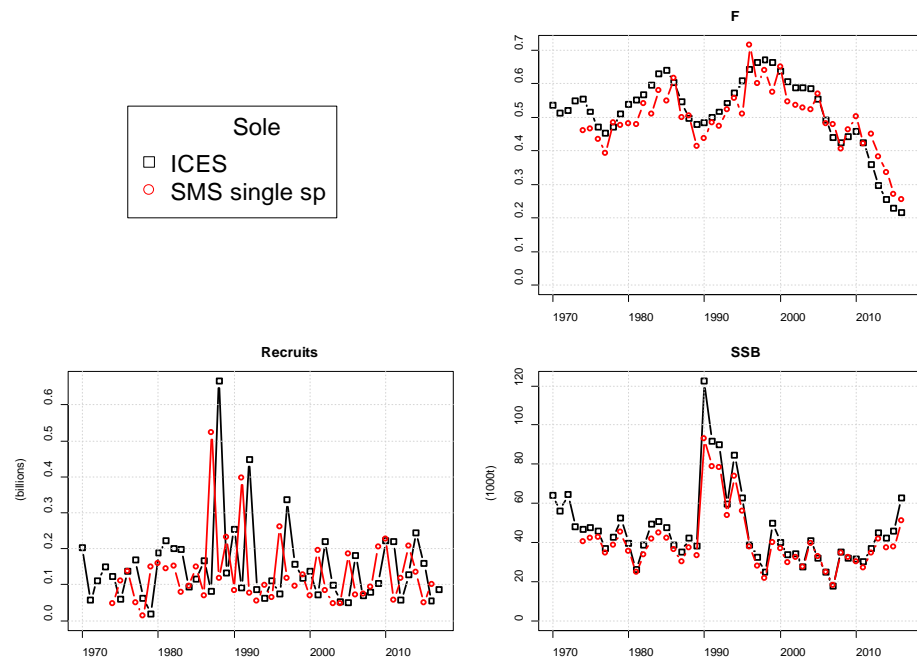 Sole
ICES
SMS single sp
F
0.0 0.1 0.2 0.3 0.4 0.5 0.6 0.7
1970 1980 1990 2000 2010
Recruits
(billions)
0.0 0.1 0.2 0.3 0.4 0.5 0.6
1970 1980 1990 2000 2010
SSB
(1000t)
0 20 40 60 80 100 120
1970 1980 1990 2000 2010